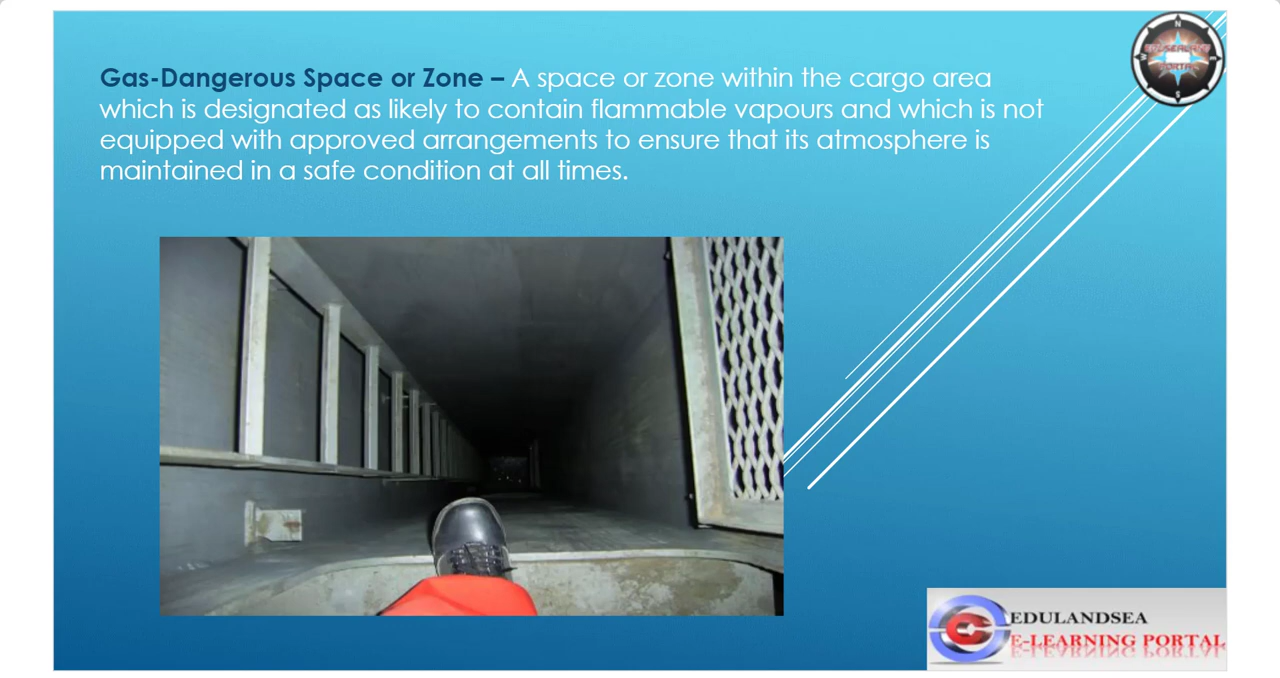 Gas-Dangerous Space or Zone – A space or zone within the cargo area
which is designated as likely to contain flammable vapours and which is not
equipped with approved arrangements to ensure that its atmosphere is
maintained in a safe condition at all times.
N
EDULANDSEA
E-LEARNING PORTAL